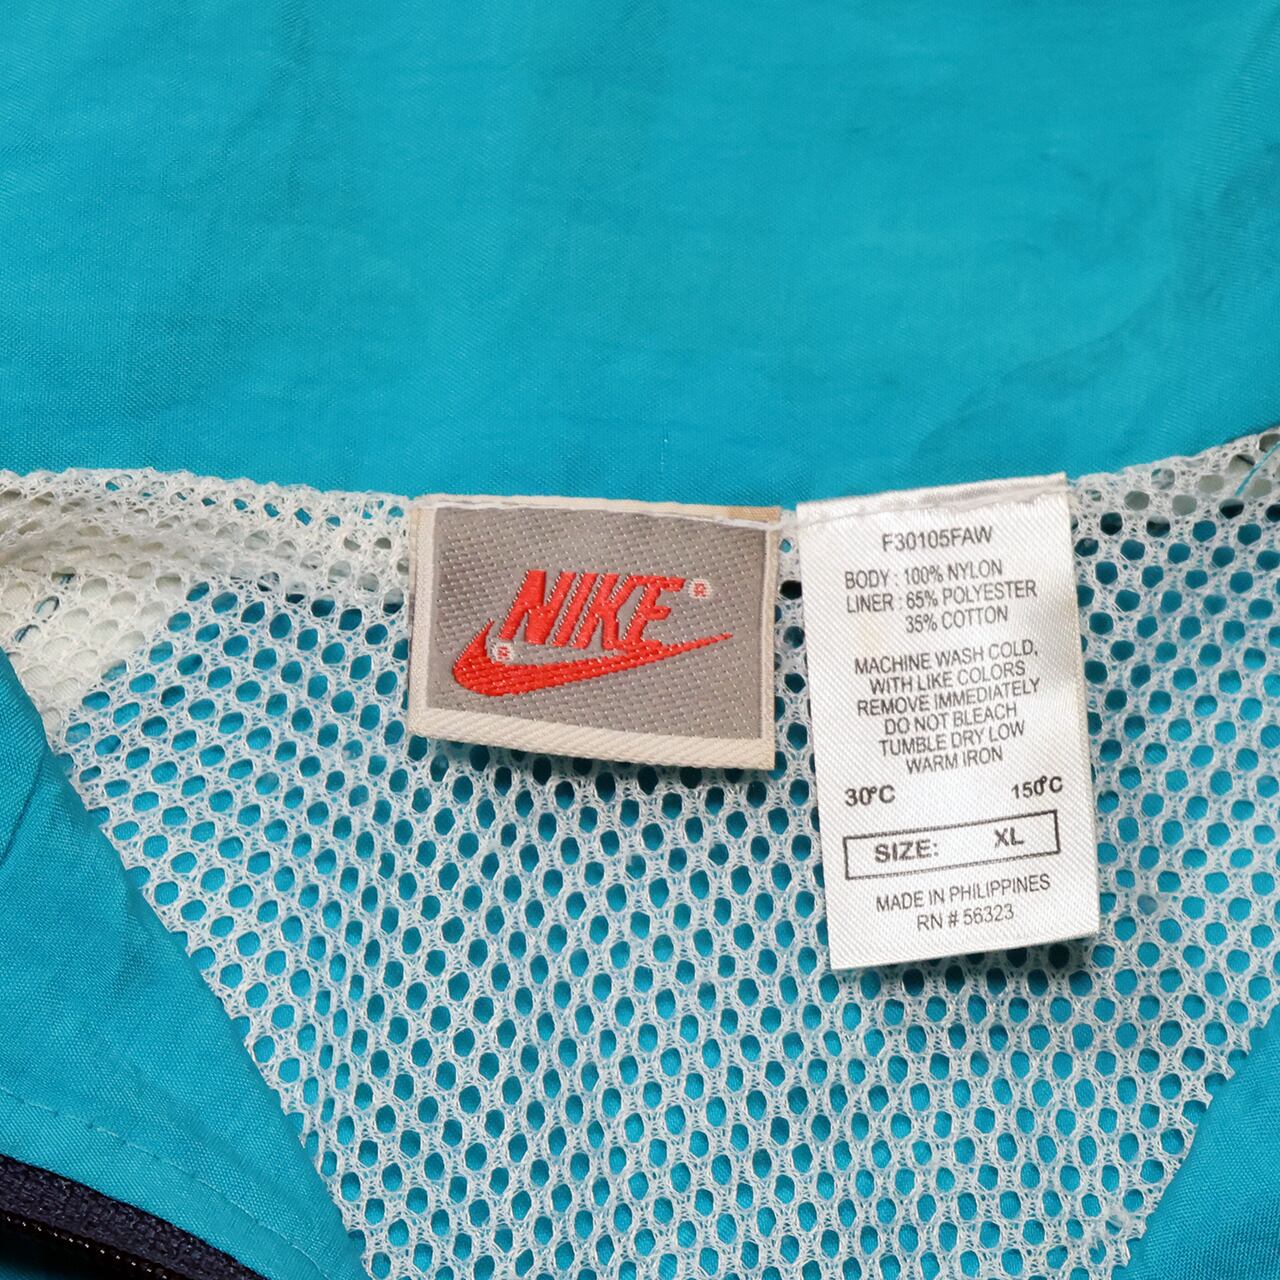 NIKE®
®
F30105FAW
BODY : 100% NYLON
LINER : 65% POLYESTER
35% COTTON
MACHINE WASH COLD,
WITH LIKE COLORS
REMOVE IMMEDIATELY
DO NOT BLEACH
TUMBLE DRY LOW
WARM IRON
30°C 150°C
SIZE: XL
MADE IN PHILIPPINES
RN # 56323